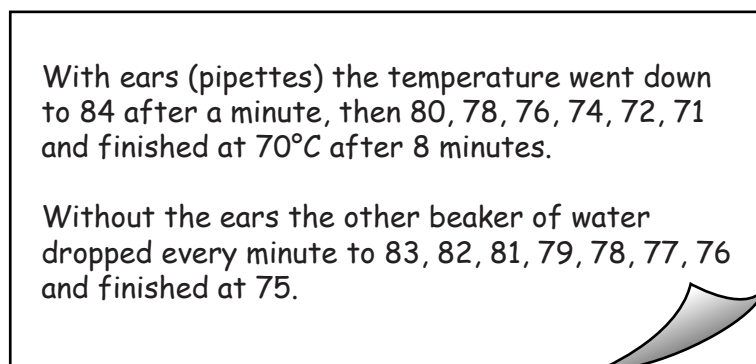 With ears (pipettes) the temperature went down
to 84 after a minute, then 80, 78, 76, 74, 72, 71
and finished at 70°C after 8 minutes.
Without the ears the other beaker of water
dropped every minute to 83, 82, 81, 79, 78, 77, 76
and finished at 75.